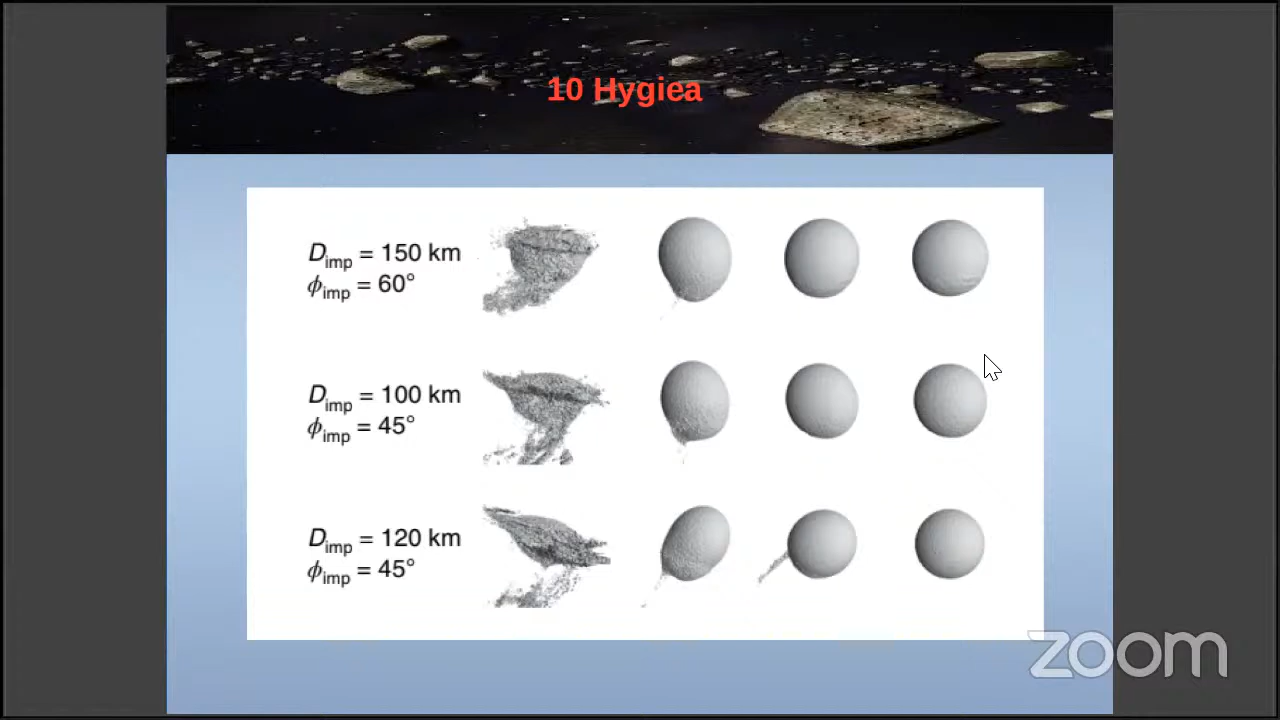 10 Hygiea
Dimp = 150 km
ϕimp = 60°
Dimp = 100 km
ϕimp = 45°
Dimp = 120 km
ϕimp = 45°
zoom